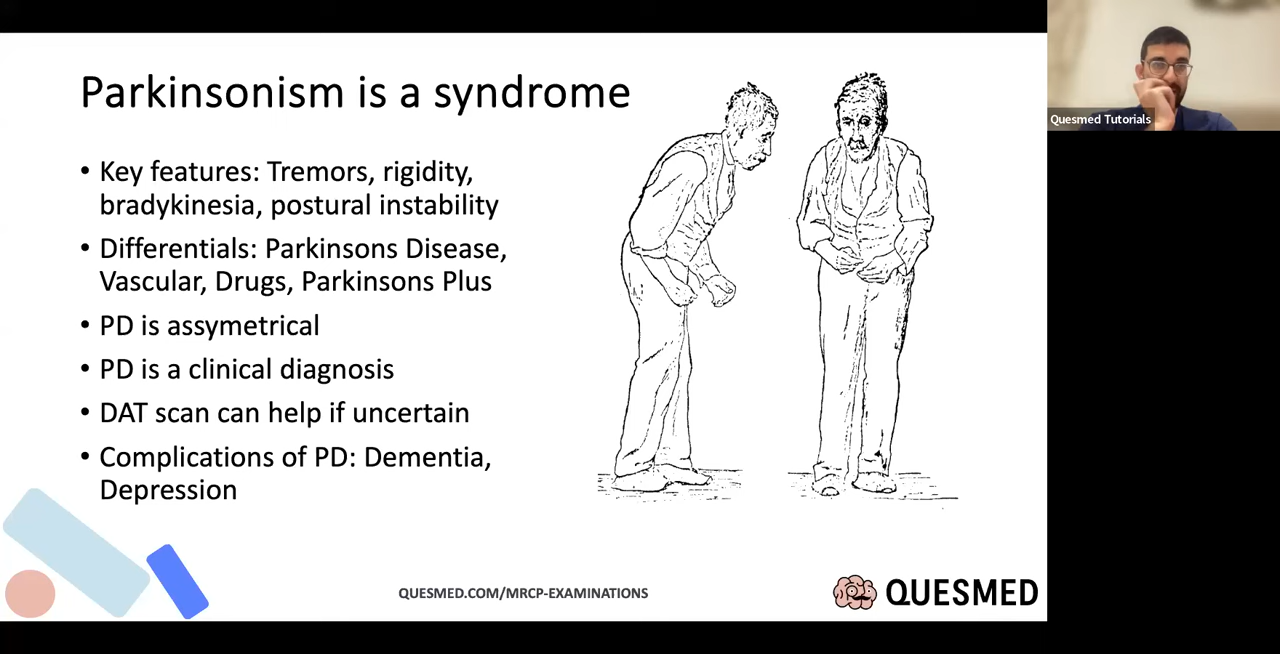 Parkinsonism is a syndrome
• Key features: Tremors, rigidity,
bradykinesia, postural instability
• Differentials: Parkinsons Disease,
Vascular, Drugs, Parkinsons Plus
• PD is assymetrical
• PD is a clinical diagnosis
• DAT scan can help if uncertain
• Complications of PD: Dementia,
Depression
QUESMED.COM/MRCP-EXAMINATIONS
QUESMED
Quesmed Tutorials